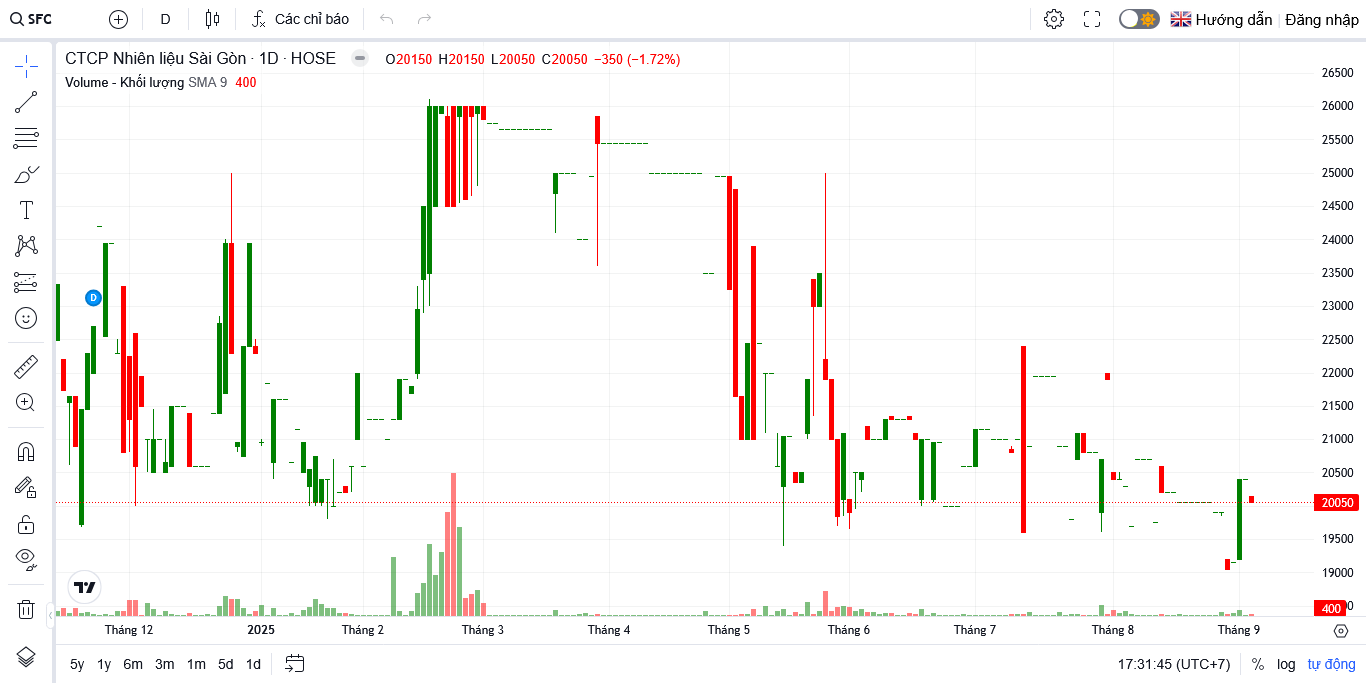 SFC D Các chỉ báo Hướng dẫn Đăng nhập
CTCP Nhiên liệu Sài Gòn · 1D · HOSE O20150 H20150 L20050 C20050 −350 (−1.72%)
Volume - Khối lượng SMA 9 400
26500
26000
25500
25000
24500
24000
23500
D
23000
22500
22000
21500
21000
20500
20050
19500
19000
400
Tháng 12 2025 Tháng 2 Tháng 3 Tháng 4 Tháng 5 Tháng 6 Tháng 7 Tháng 8 Tháng 9
5y 1y 6m 3m 1m 5d 1d 17:31:45 (UTC+7) % log tự động